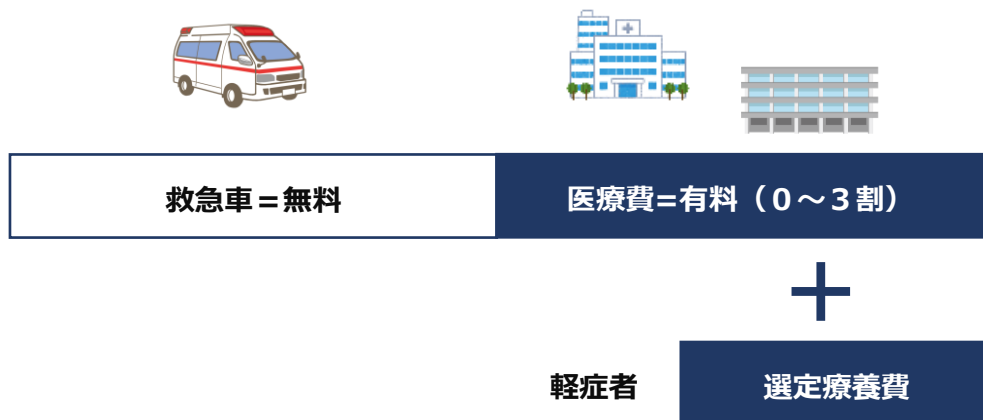 救急車＝無料
医療費=有料（０～３割）
＋
軽症者
選定療養費